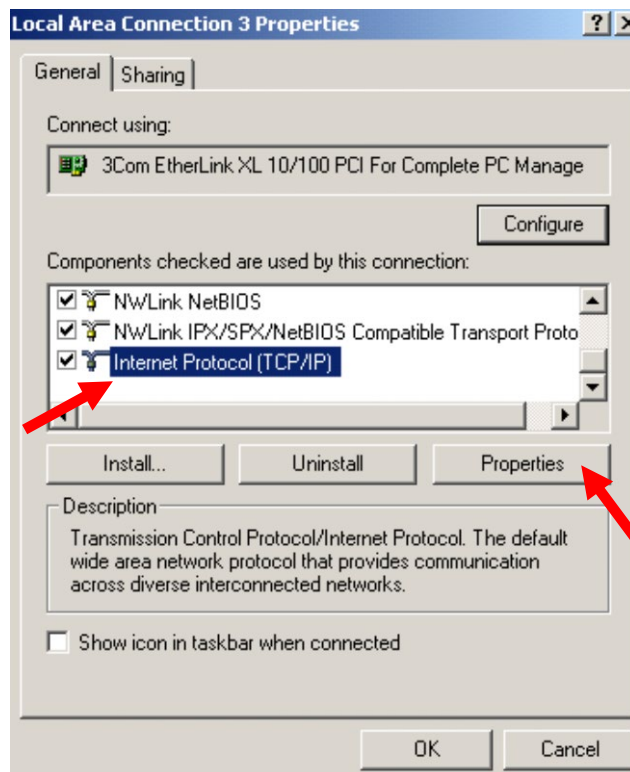 Local Area Connection 3 Properties
General Sharing
Connect using:
3Com EtherLink XL 10/100 PCI For Complete PC Manage
Configure
Components checked are used by this connection:
NWLink NetBIOS
NWLink IPX/SPX/NetBIOS Compatible Transport Proto
Internet Protocol (TCP/IP)
Install... Uninstall Properties
Description
Transmission Control Protocol/Internet Protocol. The default
wide area network protocol that provides communication
across diverse interconnected networks.
Show icon in taskbar when connected
OK Cancel